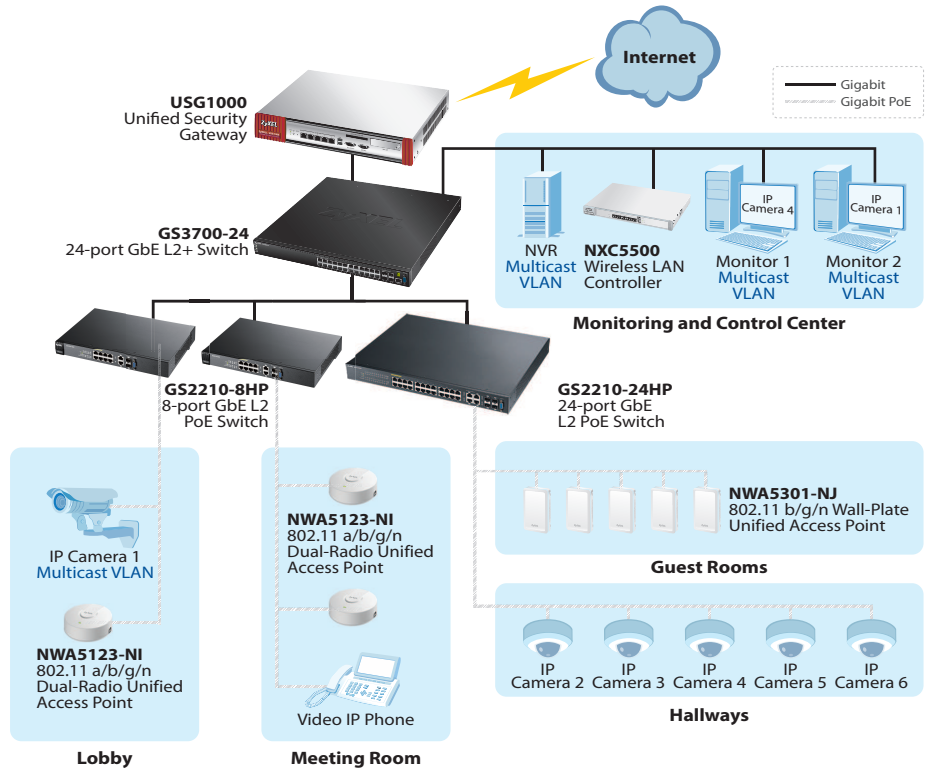 Internet
Gigabit
Gigabit PoE
USG1000
Unified Security
Gateway
ZyXEL
GS3700-24
24-port GbE L2+ Switch
NVR
Multicast
VLAN
NXC5500
Wireless LAN
Controller
IP
Camera 4
Monitor 1
Multicast
VLAN
IP
Camera 1
Monitor 2
Multicast
VLAN
Monitoring and Control Center
GS2210-8HP
8-port GbE L2
PoE Switch
GS2210-24HP
24-port GbE
L2 PoE Switch
IP Camera 1
Multicast VLAN
NWA5123-NI
802.11 a/b/g/n
Dual-Radio Unified
Access Point
Lobby
NWA5123-NI
802.11 a/b/g/n
Dual-Radio Unified
Access Point
Video IP Phone
Meeting Room
NWA5301-NJ
802.11 b/g/n Wall-Plate
Unified Access Point
Guest Rooms
IP
Camera 2
IP
Camera 3
IP
Camera 4
IP
Camera 5
IP
Camera 6
Hallways